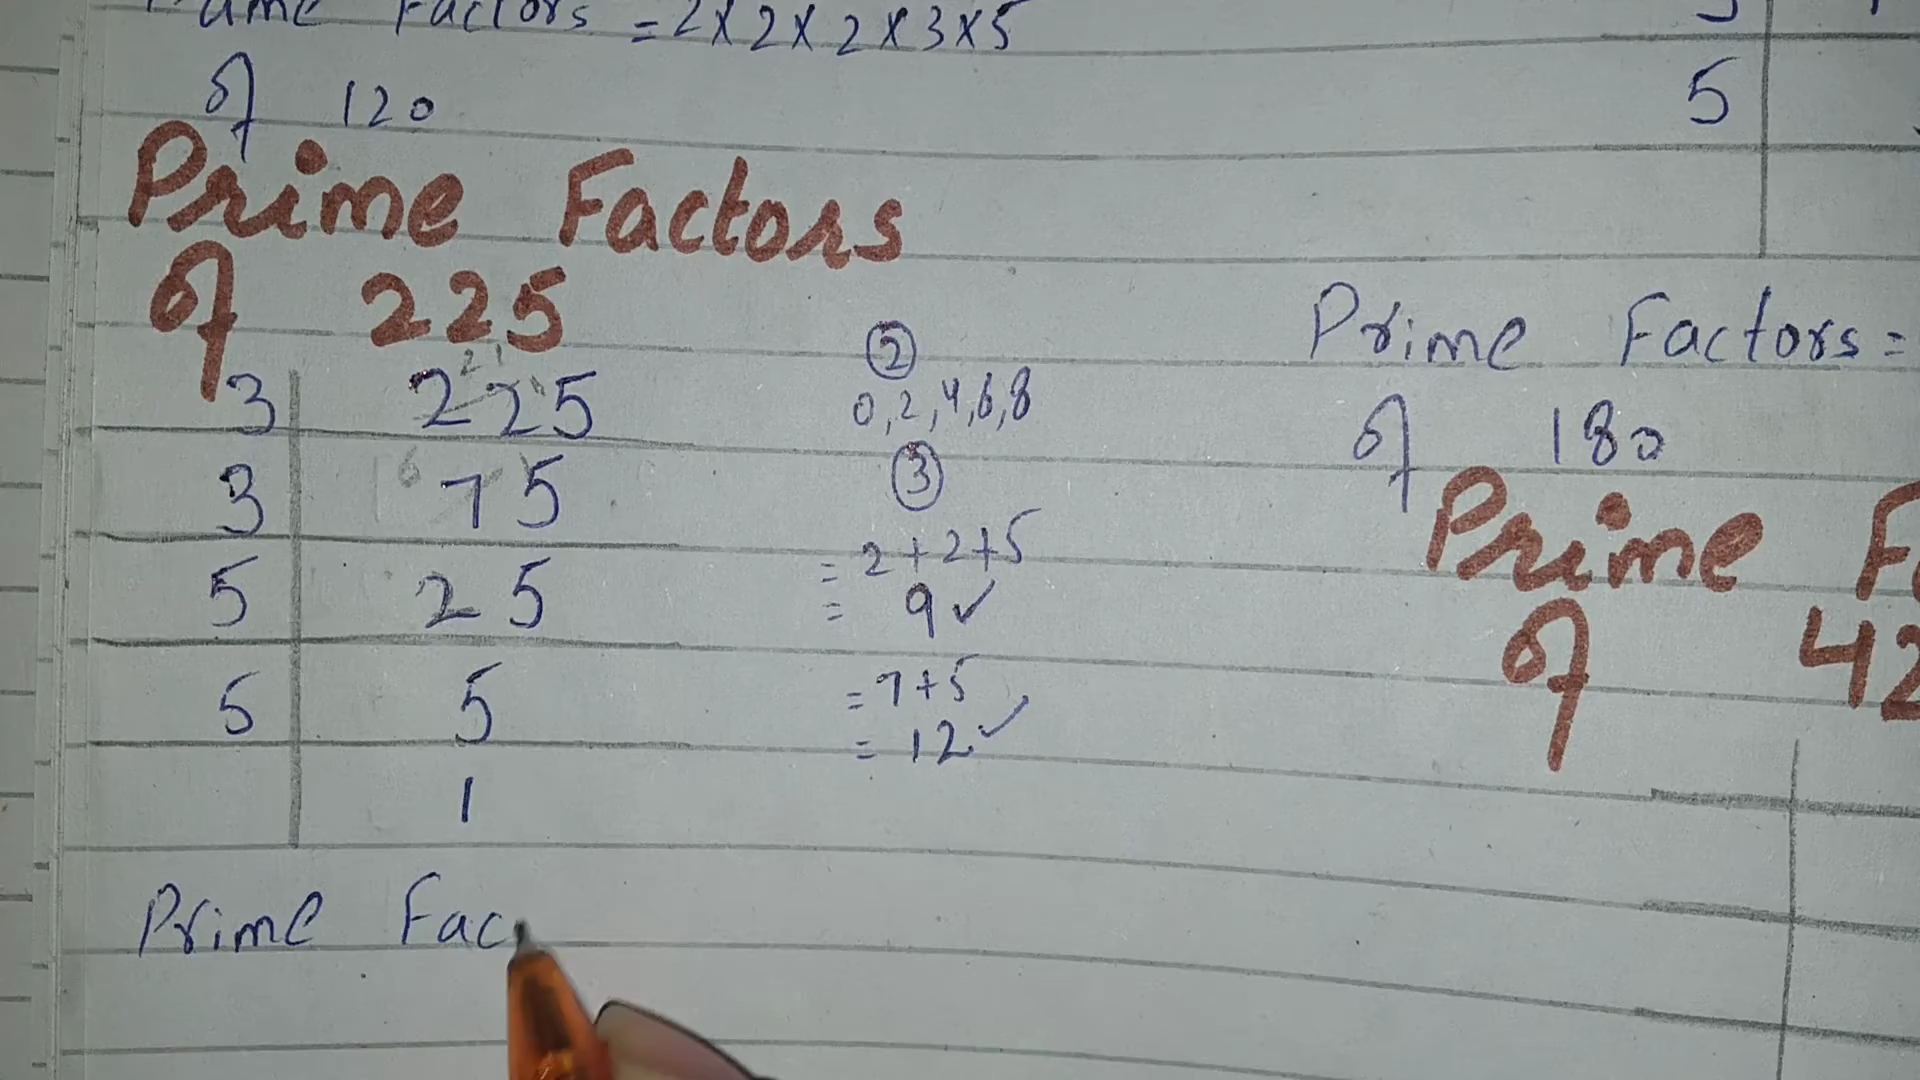 Prime Factors = 2×2×2×3×5
of 120
Prime Factors
of 225
3 225
3 75
5 25
5 5
1
2
0,2,4,6,8
3
= 2+2+5
= 9✓
= 7+5
= 12✓
Prime Fac
5
Prime Factors =
of 180
Prime F
of 42